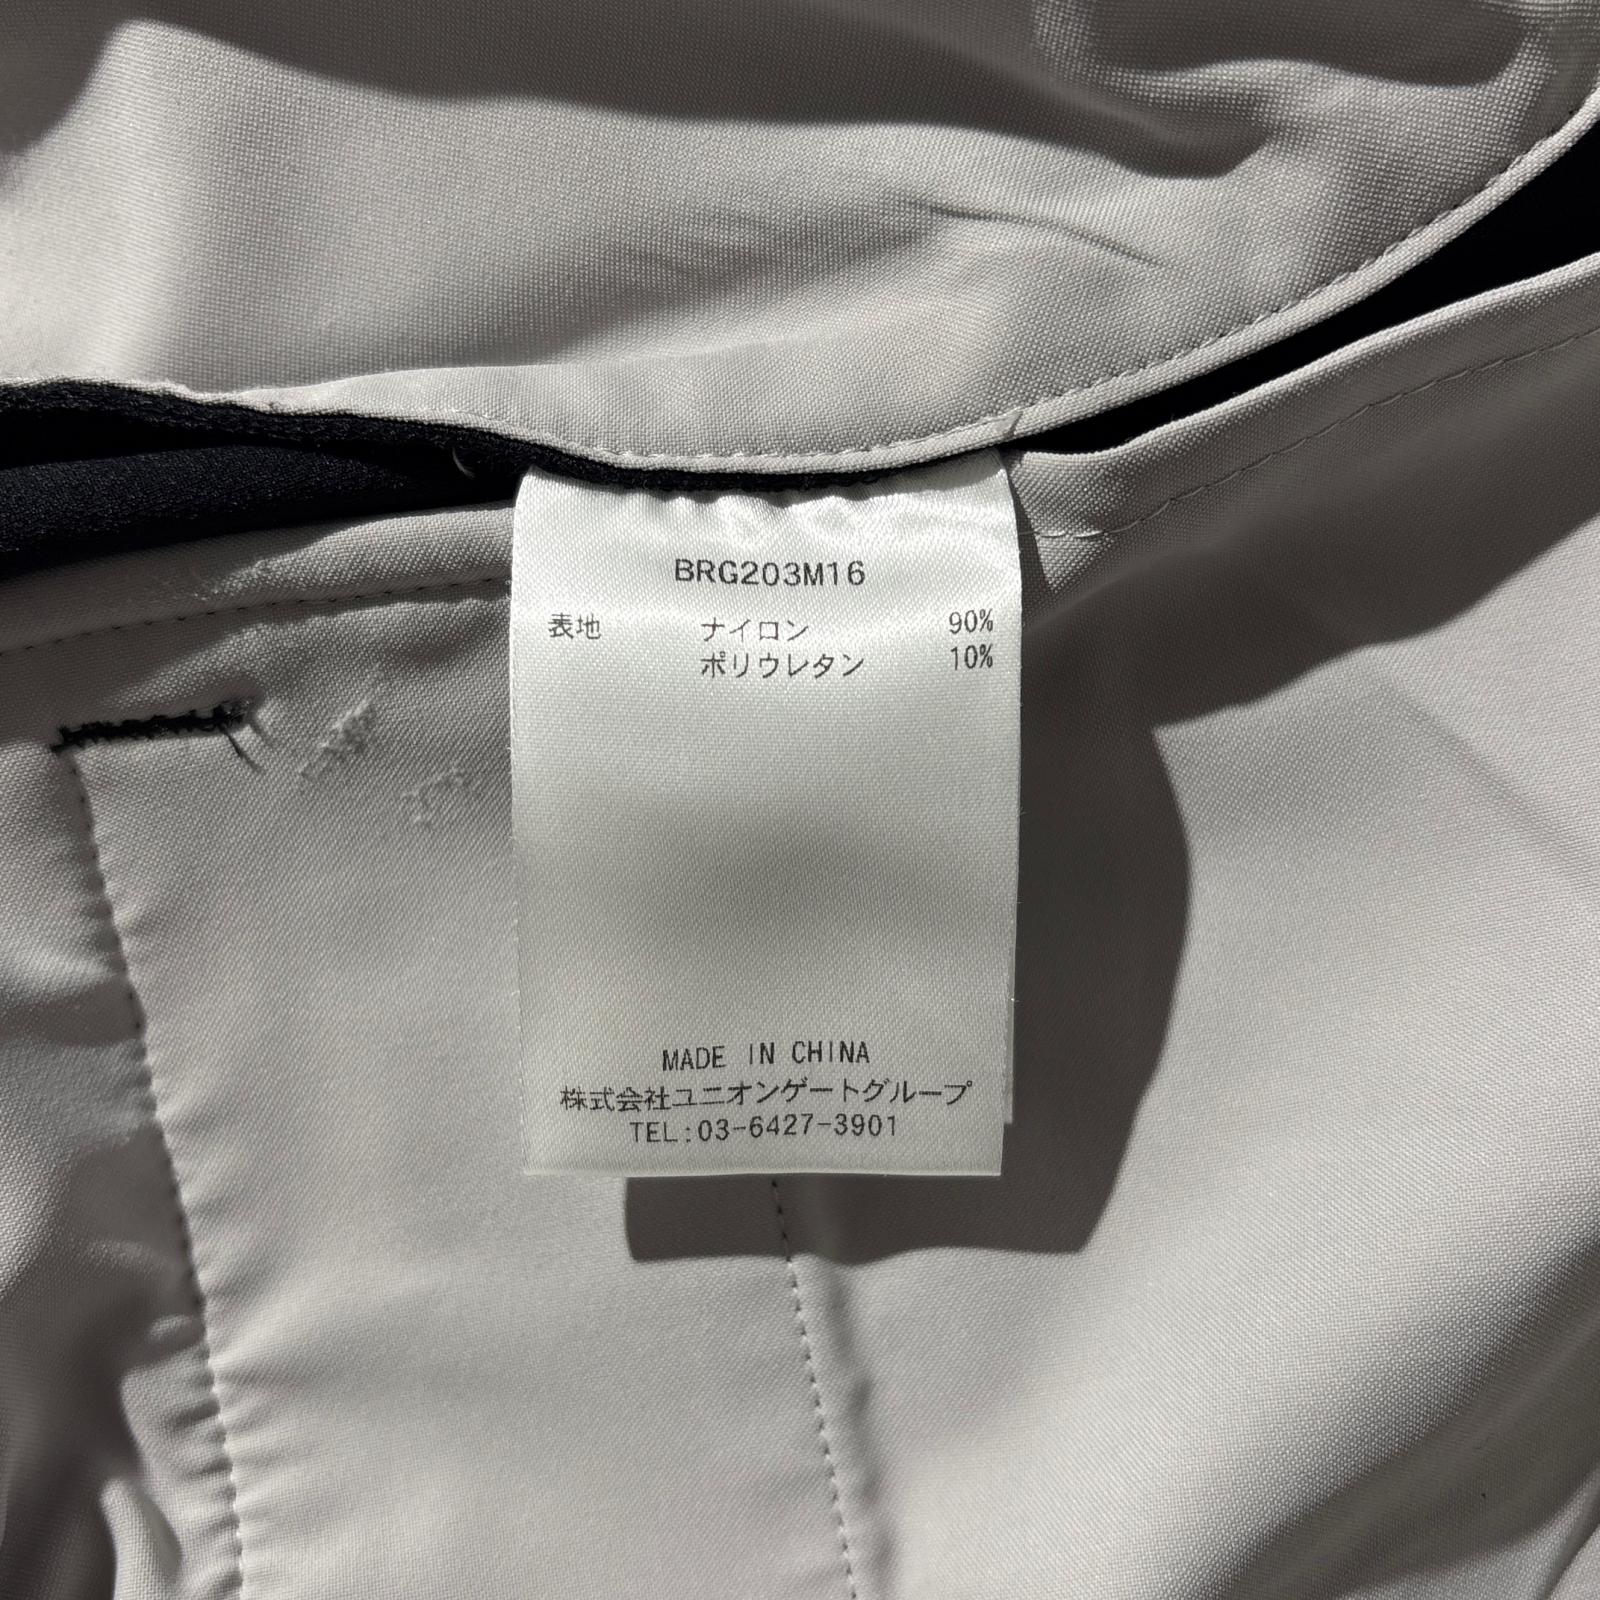 BRG203M16
表地 ナイロン 90%
ポリウレタン 10%
MADE IN CHINA
株式会社ユニオンゲートグループ
TEL:03-6427-3901